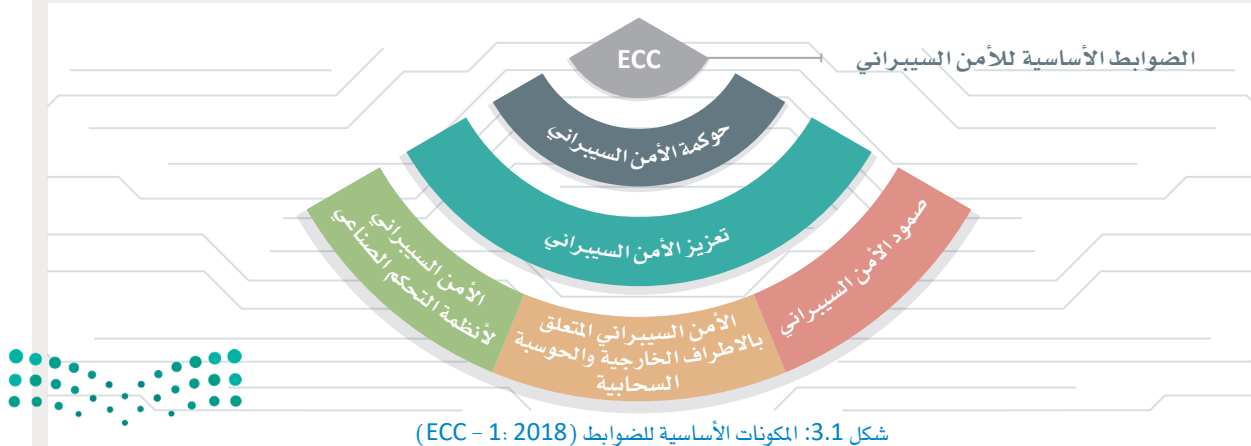 ECC
الضوابط الأساسية للأمن السيبراني
حوكمة الأمن السيبراني
تعزيز الأمن السيبراني
صمود الأمن السيبراني
الأمن السيبراني المتعلق
بالاطراف الخارجية والحوسبة
السحابية
الأمن السيبراني
لأنظمة التحكم الصناعي
شكل 3.1: المكونات الأساسية للضوابط (ECC – 1: 2018)